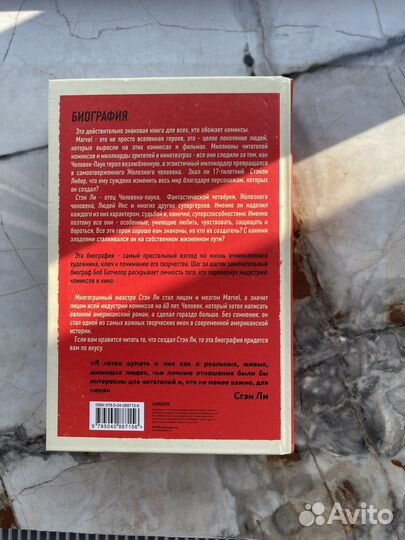 БИОГРАФИЯ
Это действительно знаковая книга для всех, кто обожает комиксы.
Marvel - это не просто вселенная героев, это - целое поколение людей,
которые выросли на этих комиксах и фильмах. Миллионы читателей
комиксов и миллиарды зрителей в кинотеатрах - все они следили за тем, как
Человек-Паук терял возлюбленную, а эгоистичный миллиардер превращался
в самоотверженного Железного человека. Знал ли 17-летний Стэнли
Либер, что ему суждено изменить весь мир благодаря персонажам, которых
он создал?
Стэн Ли - отец Человека-паука, Фантастической четвёрки, Железного
человека, Людей Икс и многих других супергероев. Именно он наделил
каждого из них характером, судьбой и, конечно, суперспособностями. Именно
поэтому все они - особенные, умеющие любить, чувствовать, защищать и
бороться. Все эти герои хорошо вам знакомы, но кто их создатель? С какими
злодеями сталкивался он на собственном жизненном пути?
Эта биография - самый пристальный взгляд на жизнь великолепного
художника, ключ к пониманию его творчества. Шаг за шагом замечательный
биограф Боб Батчелор раскрывает личность того, кто перевернул индустрию
комиксов и кино.
Многогранный маэстро Стэн Ли стал лицом и мозгом Marvel, а значит
лицом всей индустрии комиксов на 60 лет. Человек, который хотел написать
великий американский роман, а сделал гораздо больше. Без сомнения, он
стал одной из самых важных творческих икон в современной американской
истории.
Если вам нравится читать то, что создал Стэн Ли, то эта биография придется
вам по вкусу.
«Я хотел думать о них как о реальных, живых,
дышащих людях, чьи личные отношения были бы
интересны для читателей и, что не менее важно, для
меня»
Стэн Ли
ISBN 978-5-04-088715-6
9 785040 887156 >
Avito